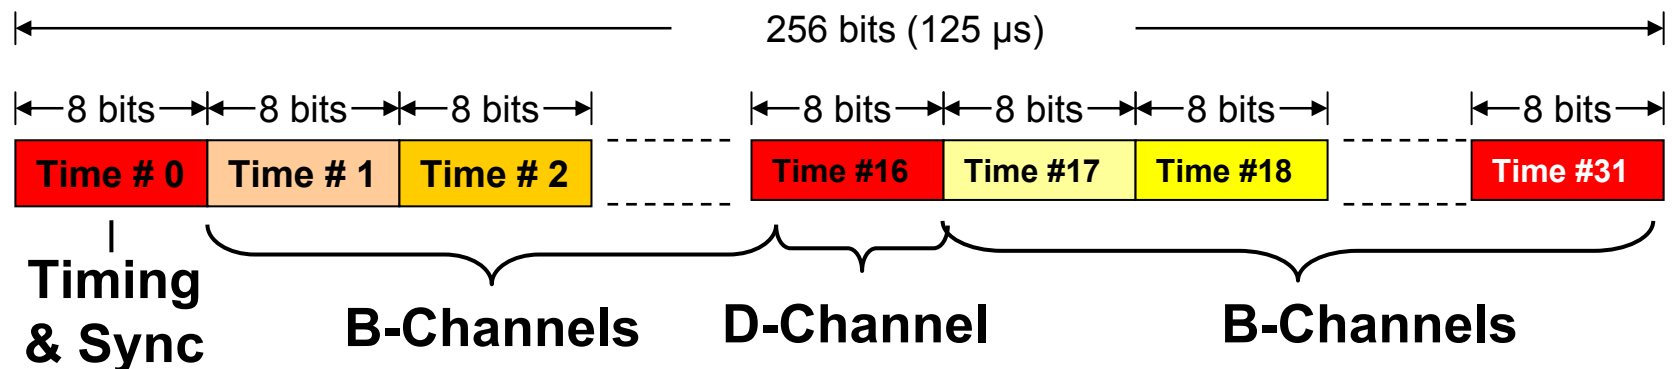 256 bits (125 µs)
8 bits 8 bits 8 bits 8 bits 8 bits 8 bits 8 bits
Time # 0 Time # 1 Time # 2 Time #16 Time #17 Time #18 Time #31
Timing
& Sync
B-Channels D-Channel B-Channels